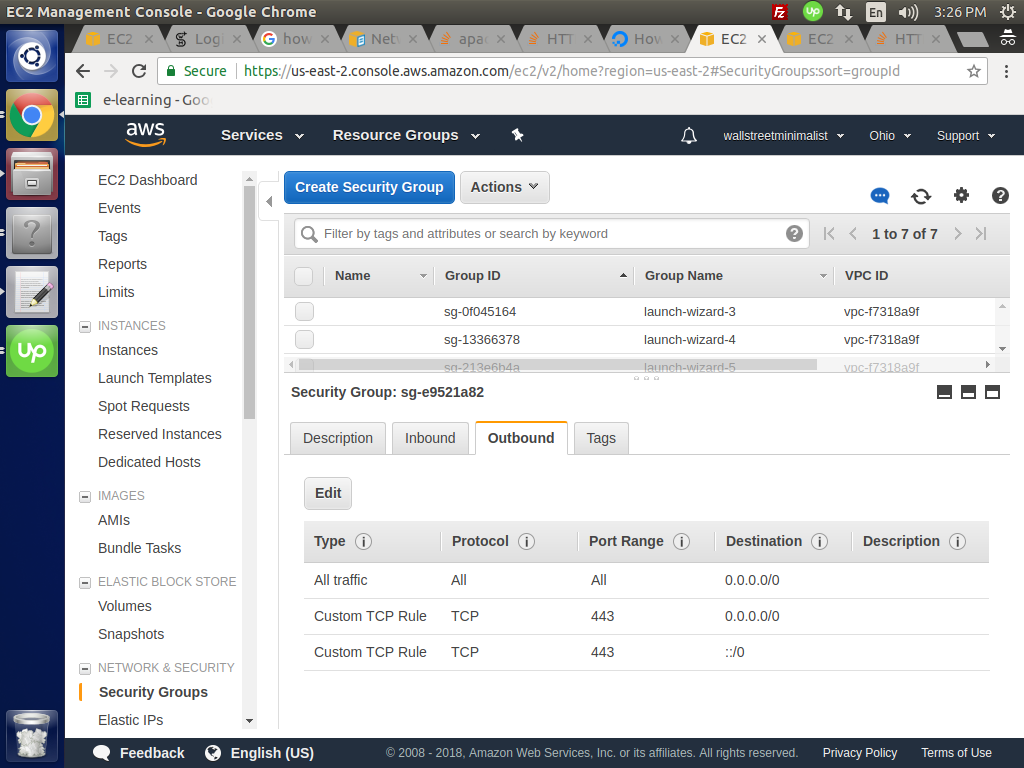 EC2 Management Console - Google Chrome
Fz
Up
En
3:26 PM
EC2
Logi
how
Netw
apac
HTT
How
EC2
EC2
HTT
Secure
https://us-east-2.console.aws.amazon.com/ec2/v2/home?region=us-east-2#SecurityGroups:sort=groupId
e-learning - Goo
aws
Services
Resource Groups
wallstreetminimalist
Ohio
Support
EC2 Dashboard
Events
Tags
Reports
Limits
INSTANCES
Instances
Launch Templates
Spot Requests
Reserved Instances
Dedicated Hosts
IMAGES
AMIs
Bundle Tasks
ELASTIC BLOCK STORE
Volumes
Snapshots
NETWORK & SECURITY
Security Groups
Elastic IPs
Create Security Group
Actions
Filter by tags and attributes or search by keyword
1 to 7 of 7
Name Group ID Group Name VPC ID
sg-0f045164 launch-wizard-3 vpc-f7318a9f
sg-13366378 launch-wizard-4 vpc-f7318a9f
sg-213e6b4a launch-wizard-5 vpc-f7318a9f
Security Group: sg-e9521a82
Description Inbound Outbound Tags
Edit
Type Protocol Port Range Destination Description
All traffic All All 0.0.0.0/0
Custom TCP Rule TCP 443 0.0.0.0/0
Custom TCP Rule TCP 443 ::/0
Up
Feedback
English (US)
© 2008 - 2018, Amazon Web Services, Inc. or its affiliates. All rights reserved.
Privacy Policy
Terms of Use